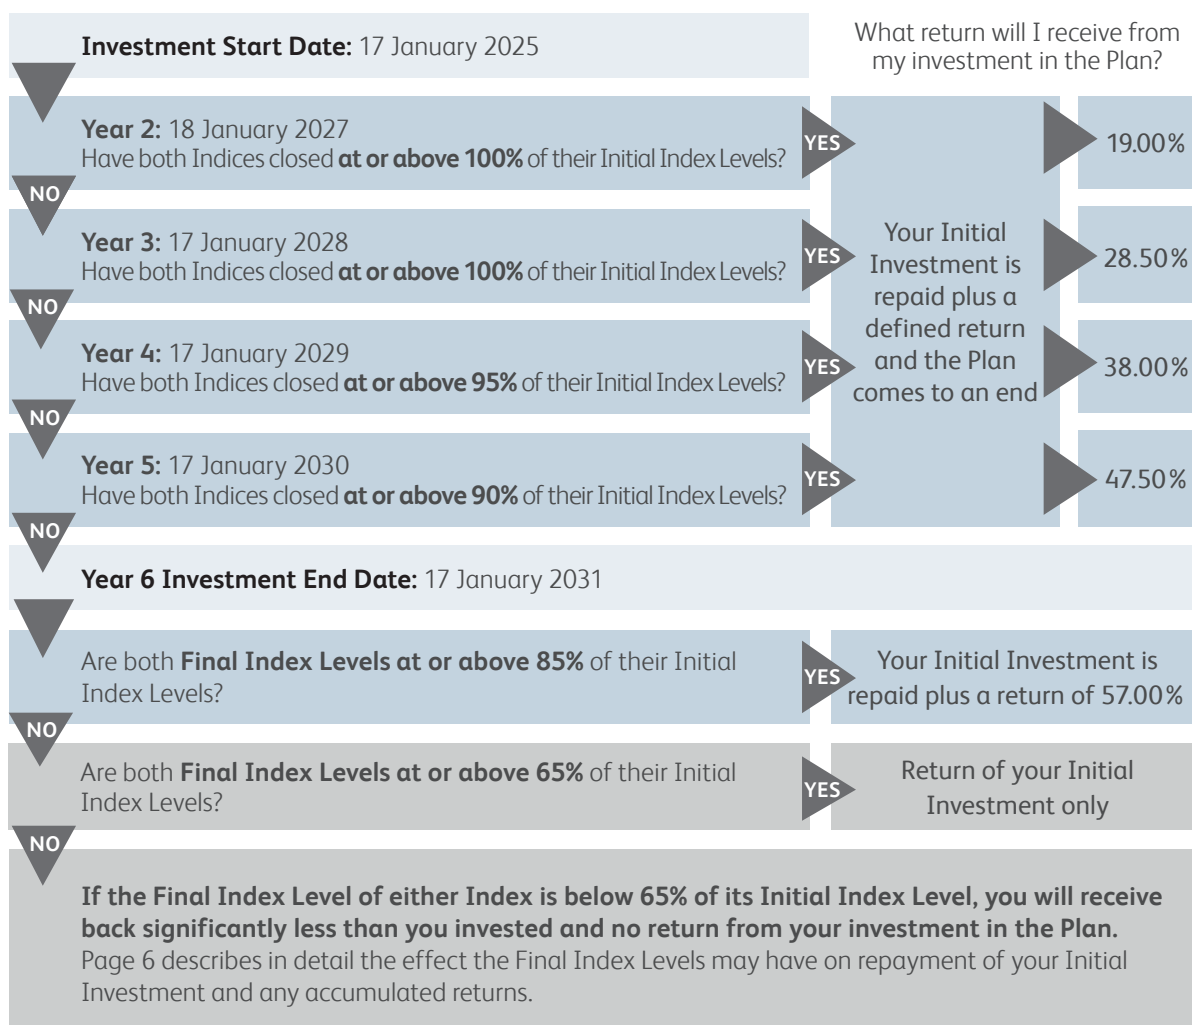 Investment Start Date: 17 January 2025
What return will I receive from
my investment in the Plan?
Year 2: 18 January 2027
Have both Indices closed at or above 100% of their Initial Index Levels?
YES
19.00%
NO
Year 3: 17 January 2028
Have both Indices closed at or above 100% of their Initial Index Levels?
YES
28.50%
NO
Year 4: 17 January 2029
Have both Indices closed at or above 95% of their Initial Index Levels?
YES
38.00%
NO
Year 5: 17 January 2030
Have both Indices closed at or above 90% of their Initial Index Levels?
YES
47.50%
Your Initial
Investment is
repaid plus a
defined return
and the Plan
comes to an end
NO
Year 6 Investment End Date: 17 January 2031
Are both Final Index Levels at or above 85% of their Initial
Index Levels?
YES
Your Initial Investment is
repaid plus a return of 57.00%
NO
Are both Final Index Levels at or above 65% of their Initial
Index Levels?
YES
Return of your Initial
Investment only
NO
If the Final Index Level of either Index is below 65% of its Initial Index Level, you will receive
back significantly less than you invested and no return from your investment in the Plan.
Page 6 describes in detail the effect the Final Index Levels may have on repayment of your Initial
Investment and any accumulated returns.